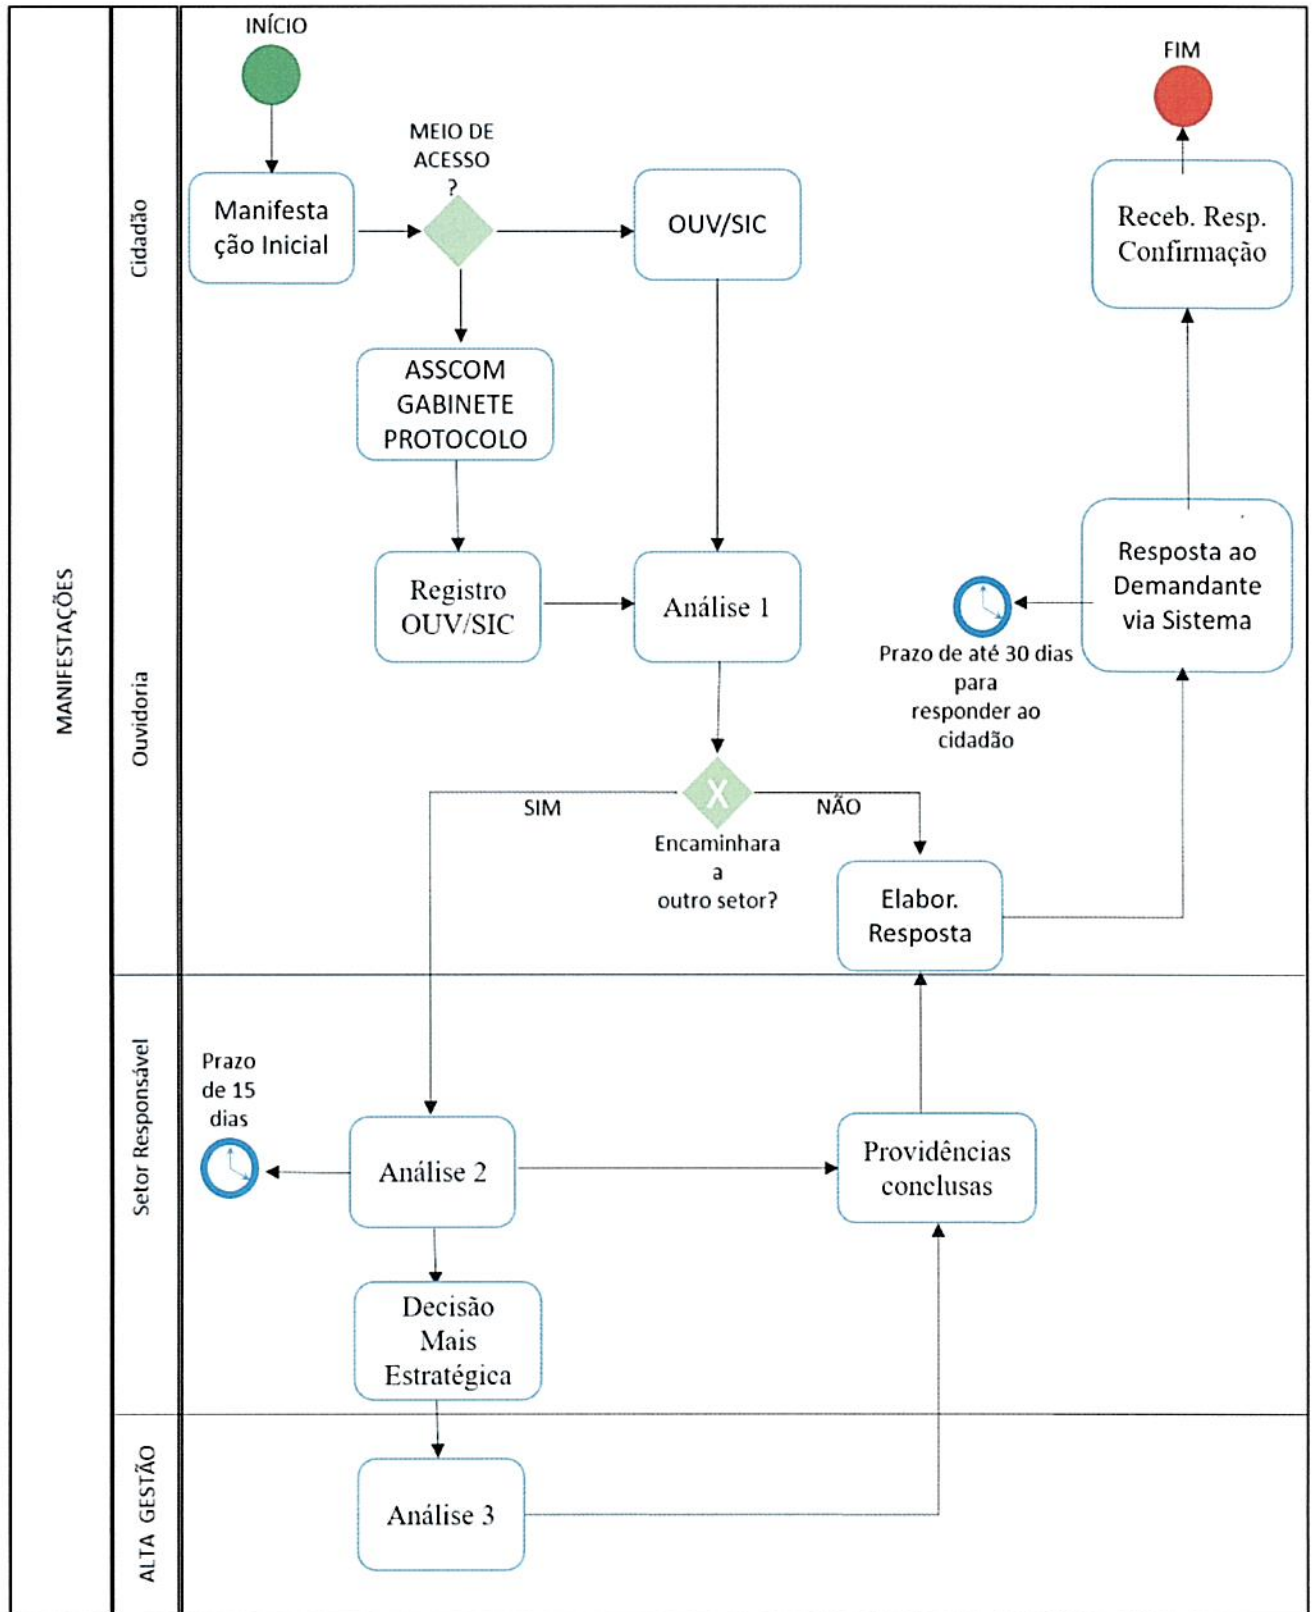 INÍCIO
FIM
MEIO DE
ACESSO
?
Manifesta
ção Inicial
OUV/SIC
Receb. Resp.
Confirmação
Cidadão
ASSCOM
GABINETE
PROTOCOLO
Registro
OUV/SIC
Análise 1
Resposta ao
Demandante
via Sistema
Prazo de até 30 dias
para
responder ao
cidadão
MANIFESTAÇÕES
Ouvidoria
SIM
X
NÃO
Encaminhara
a
outro setor?
Elabor.
Resposta
Setor Responsável
Prazo
de 15
dias
Análise 2
Providências
conclusas
Decisão
Mais
Estratégica
ALTA GESTÃO
Análise 3